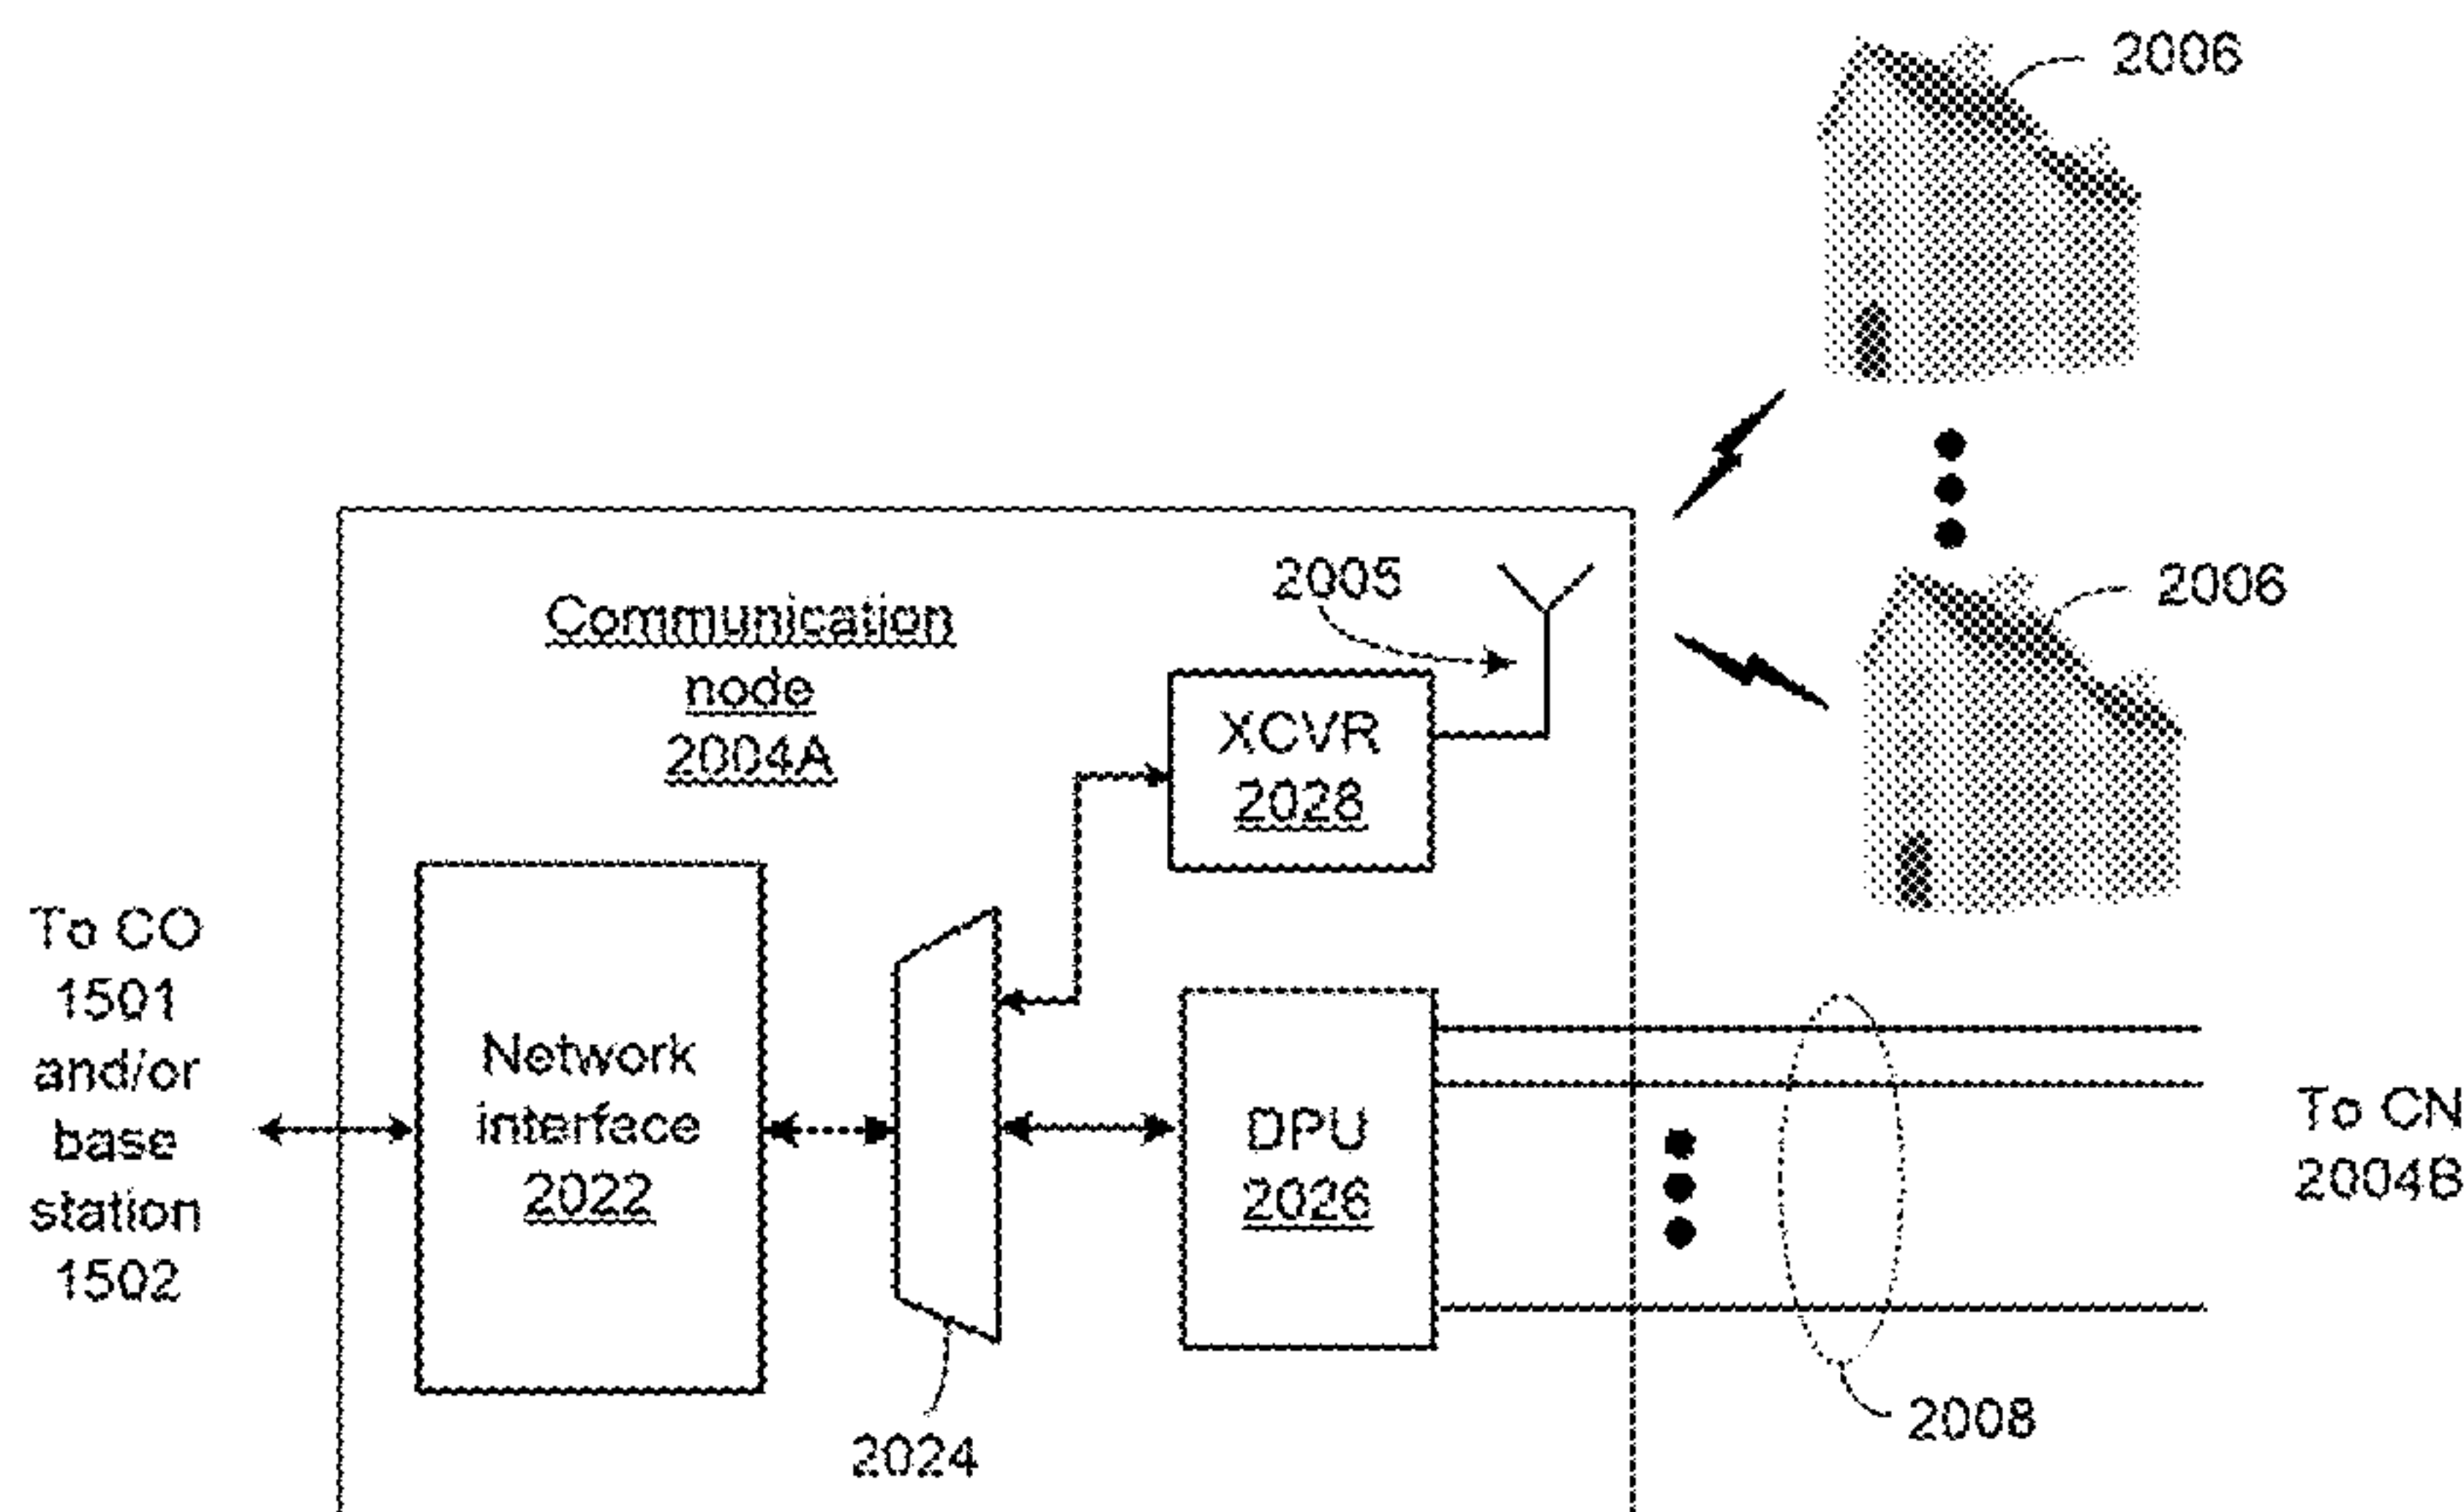 2006
2006
2005
Communication
node
2004A
XCVR
2028
To CO
1501
and/or
base
station
1502
Network
interface
2022
DPU
2026
To CN
2004B
2024
2008